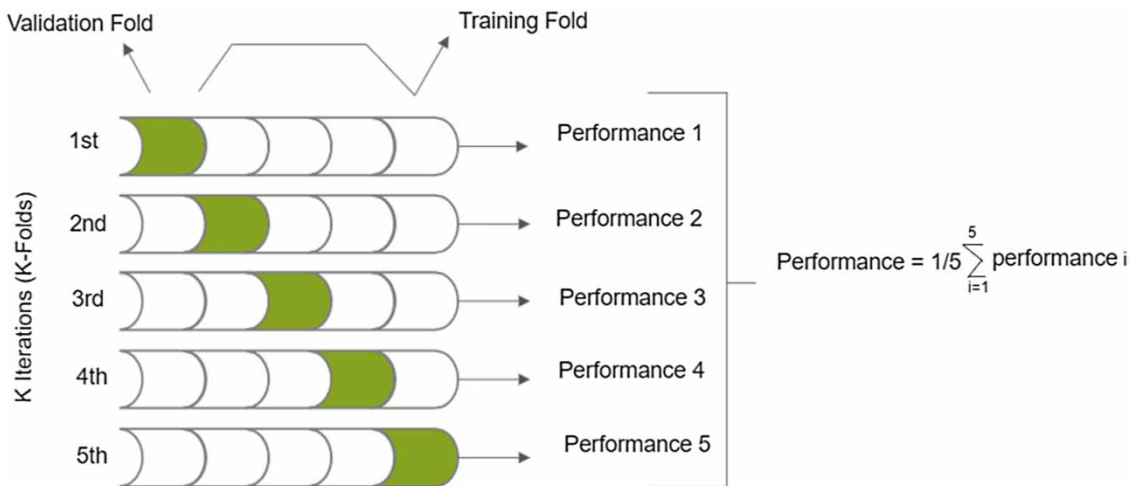 Validation Fold
Training Fold
K Iterations (K-Folds)
1st
Performance 1
2nd
Performance 2
3rd
Performance 3
4th
Performance 4
5th
Performance 5
Performance = 1/5 5∑i=1 performance i